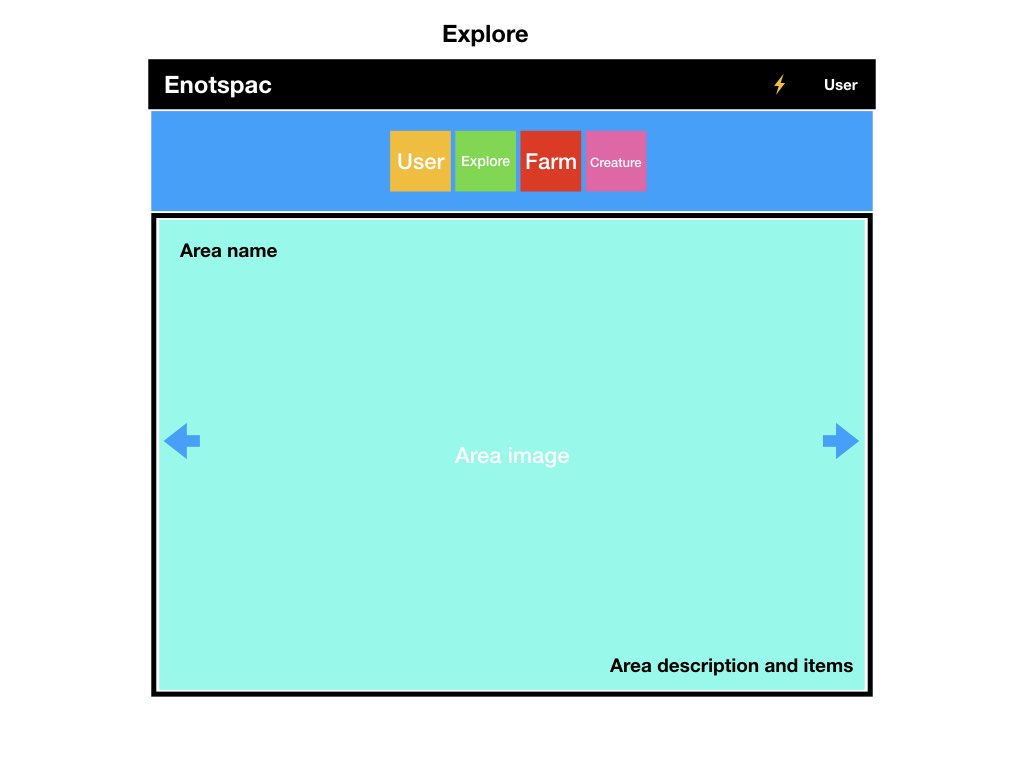 Explore
Enotspac
User
User
Explore
Farm
Creature
Area name
Area image
Area description and items